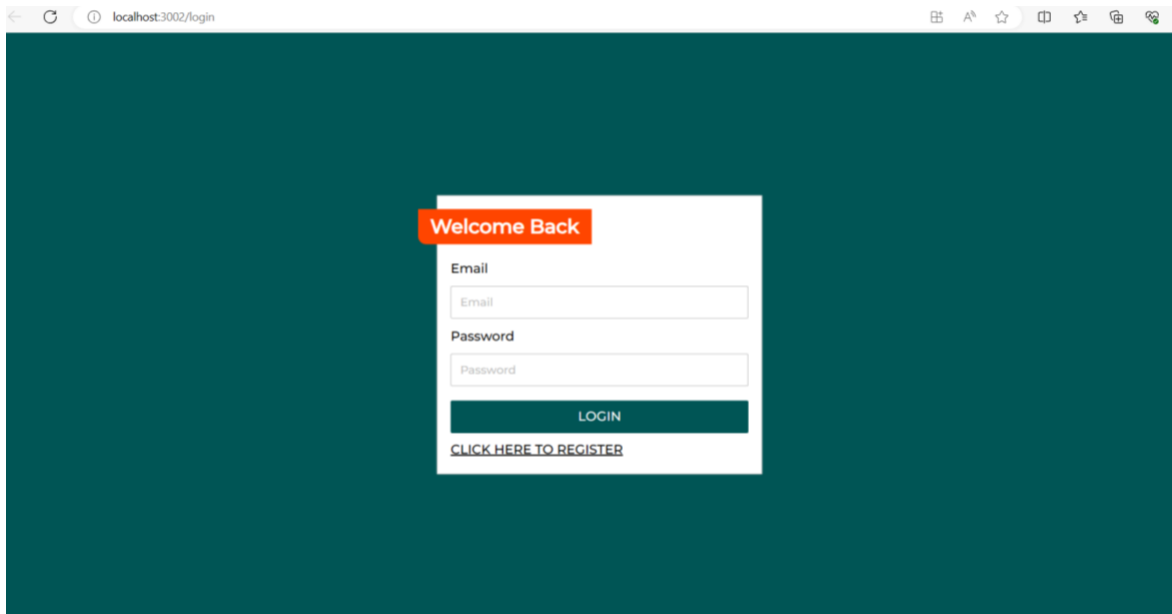 localhost:3002/login
Welcome Back
Email
Email
Password
Password
LOGIN
CLICK HERE TO REGISTER